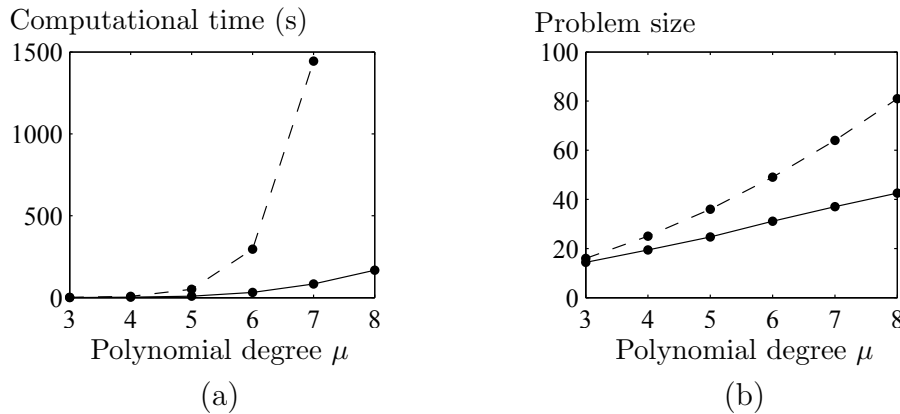 Computational time (s)
1500
1000
500
0
3 4 5 6 7 8
Polynomial degree μ
(a)
Problem size
100
80
60
40
20
0
3 4 5 6 7 8
Polynomial degree μ
(b)